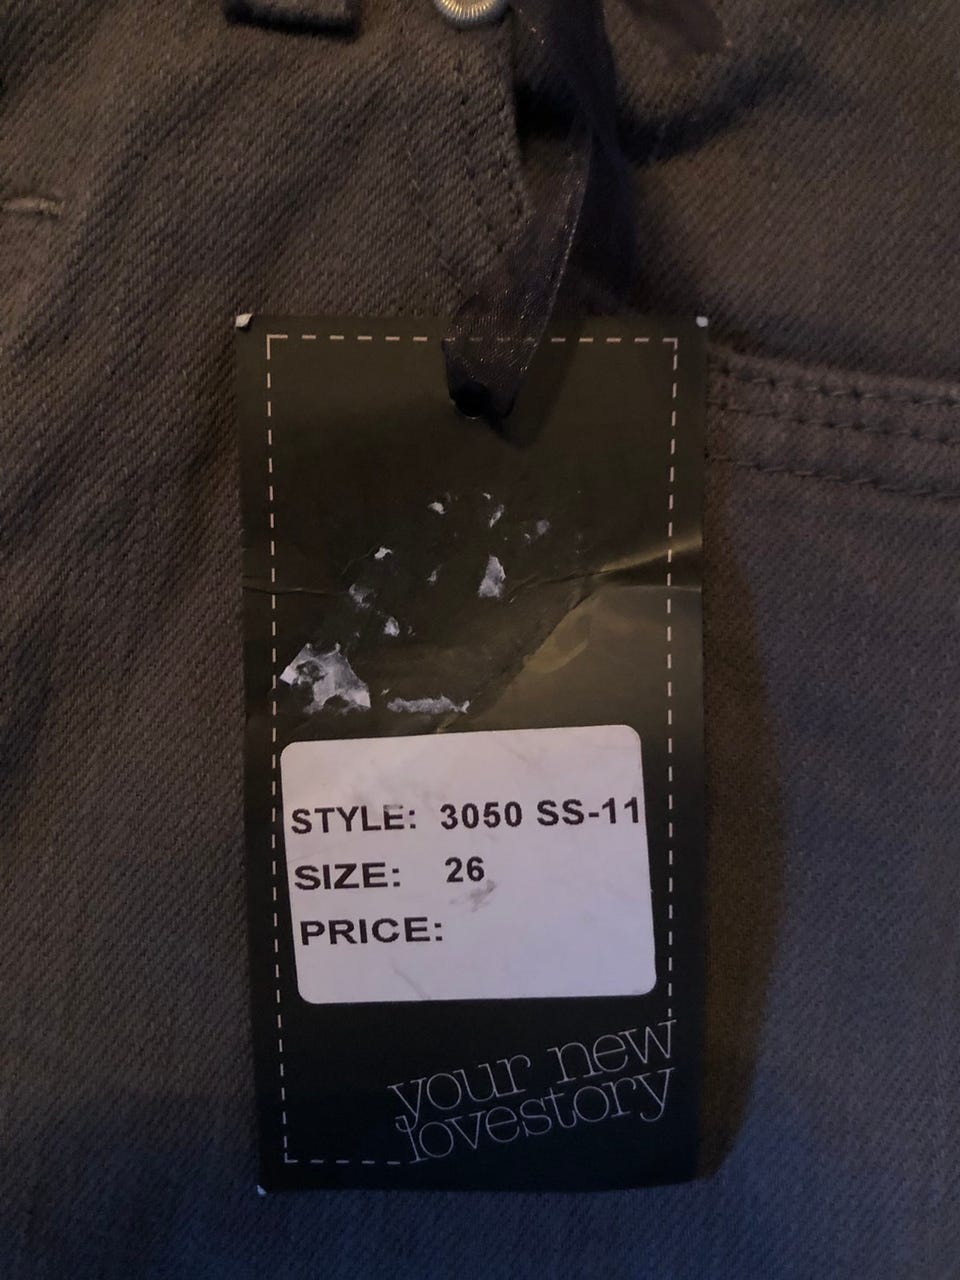 STYLE: 3050 SS-11
SIZE: 26
PRICE:
your new
lovestory